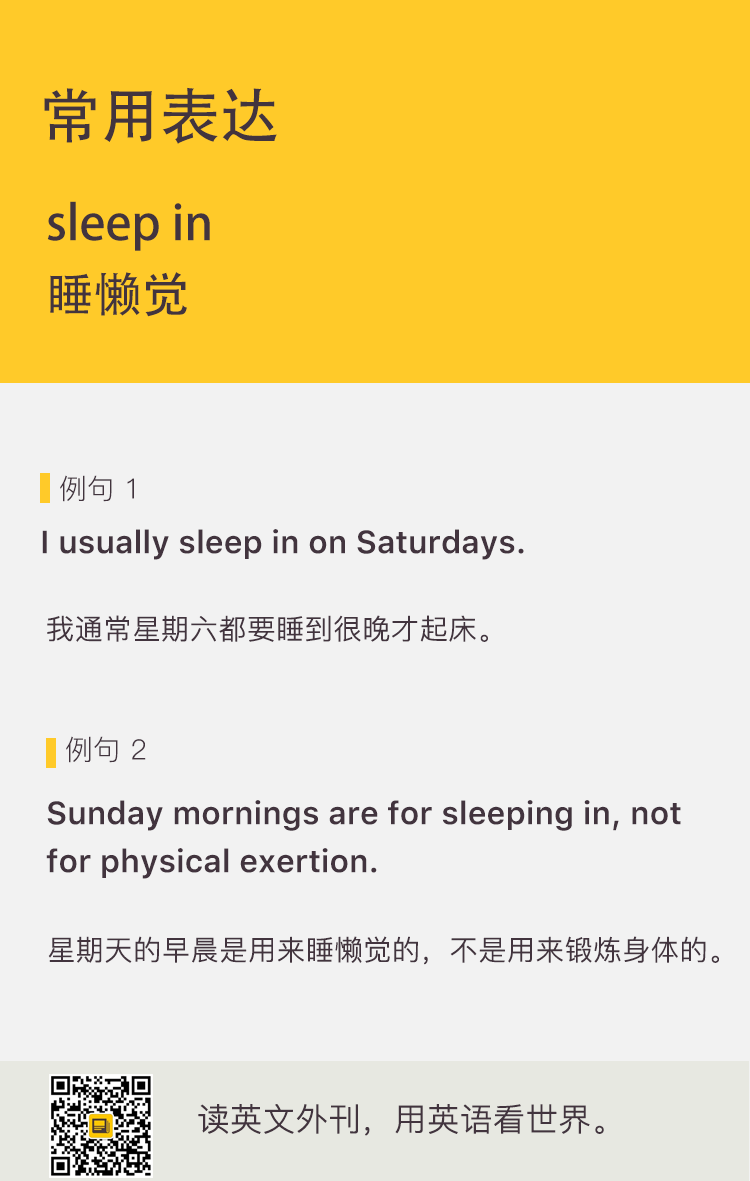 常用表达
sleep in
睡懒觉
例句 1
I usually sleep in on Saturdays.
我通常星期六都要睡到很晚才起床。
例句 2
Sunday mornings are for sleeping in, not
for physical exertion.
星期天的早晨是用来睡懒觉的，不是用来锻炼身体的。
读英文外刊，用英语看世界。